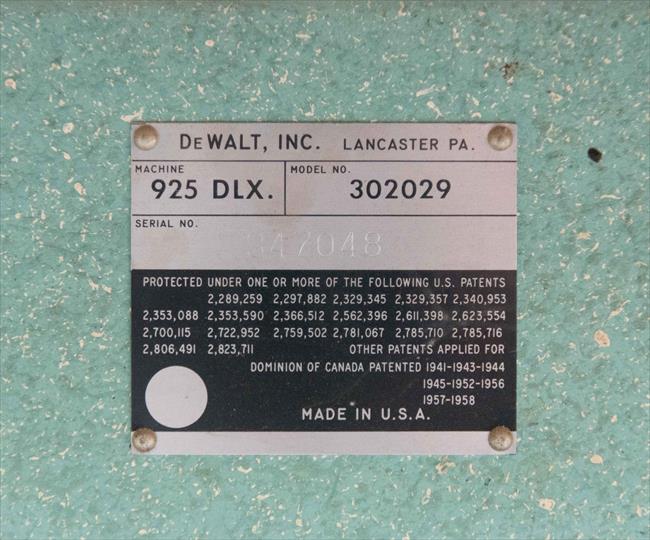 DEWALT, INC. LANCASTER PA.
MACHINE MODEL NO.
925 DLX. 302029
SERIAL NO.
347048
PROTECTED UNDER ONE OR MORE OF THE FOLLOWING U.S. PATENTS
2,289,259 2,297,882 2,329,345 2,329,357 2,340,953
2,353,088 2,353,590 2,366,512 2,562,396 2,611,398 2,623,554
2,700,115 2,722,952 2,759,502 2,781,067 2,785,710 2,785,716
2,806,491 2,823,711 OTHER PATENTS APPLIED FOR
DOMINION OF CANADA PATENTED 1941-1943-1944
1945-1952-1956
1957-1958
MADE IN U.S.A.